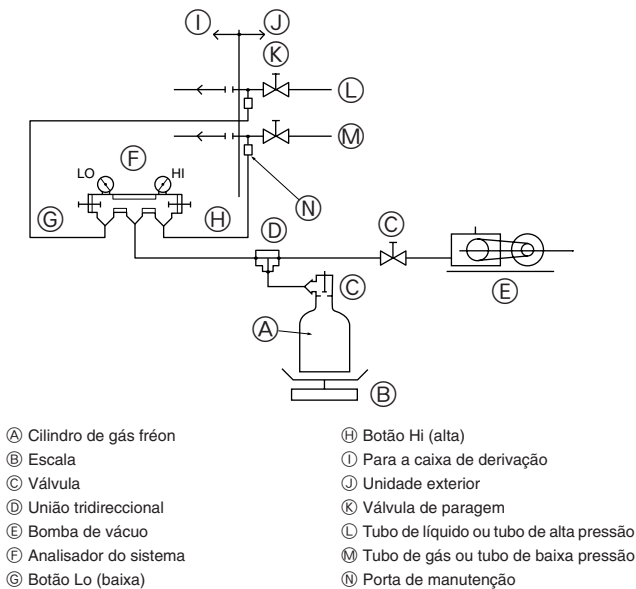 Ⓘ Ⓙ
Ⓚ
Ⓛ
Ⓜ
Ⓕ
LO HI
Ⓝ
Ⓖ Ⓗ
Ⓓ Ⓒ
Ⓔ
Ⓒ
Ⓐ
Ⓑ
Ⓐ Cilindro de gás fréon
Ⓑ Escala
Ⓒ Válvula
Ⓓ União tridireccional
Ⓔ Bomba de vácuo
Ⓕ Analisador do sistema
Ⓖ Botão Lo (baixa)
Ⓗ Botão Hi (alta)
Ⓘ Para a caixa de derivação
Ⓙ Unidade exterior
Ⓚ Válvula de paragem
Ⓛ Tubo de líquido ou tubo de alta pressão
Ⓜ Tubo de gás ou tubo de baixa pressão
Ⓝ Porta de manutenção